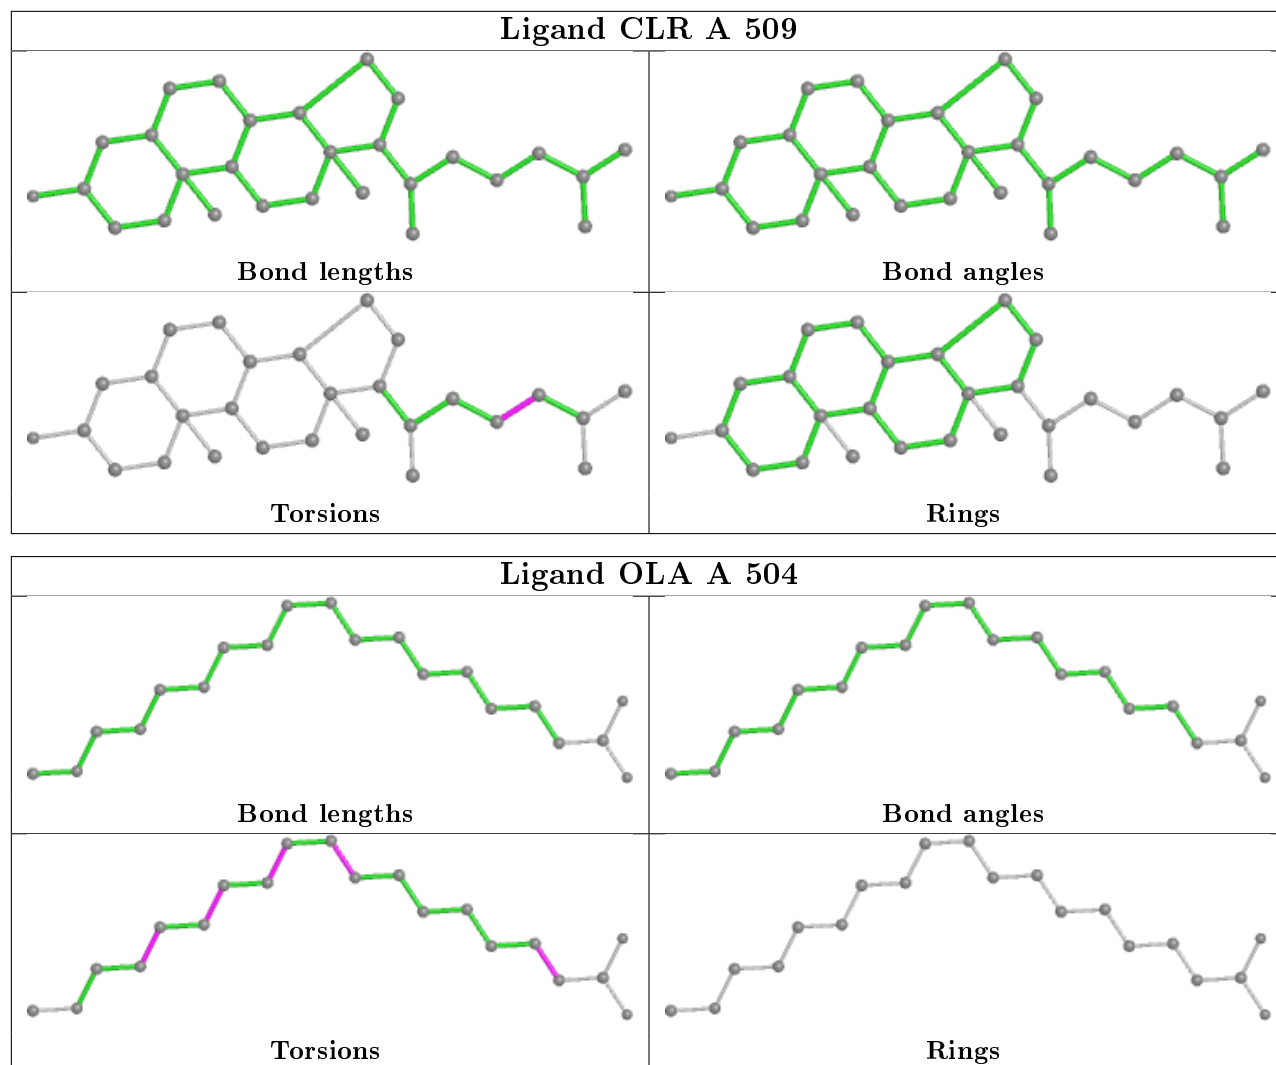 Ligand CLR A 509
Bond lengths
Bond angles
Torsions
Rings
Ligand OLA A 504
Bond lengths
Bond angles
Torsions
Rings